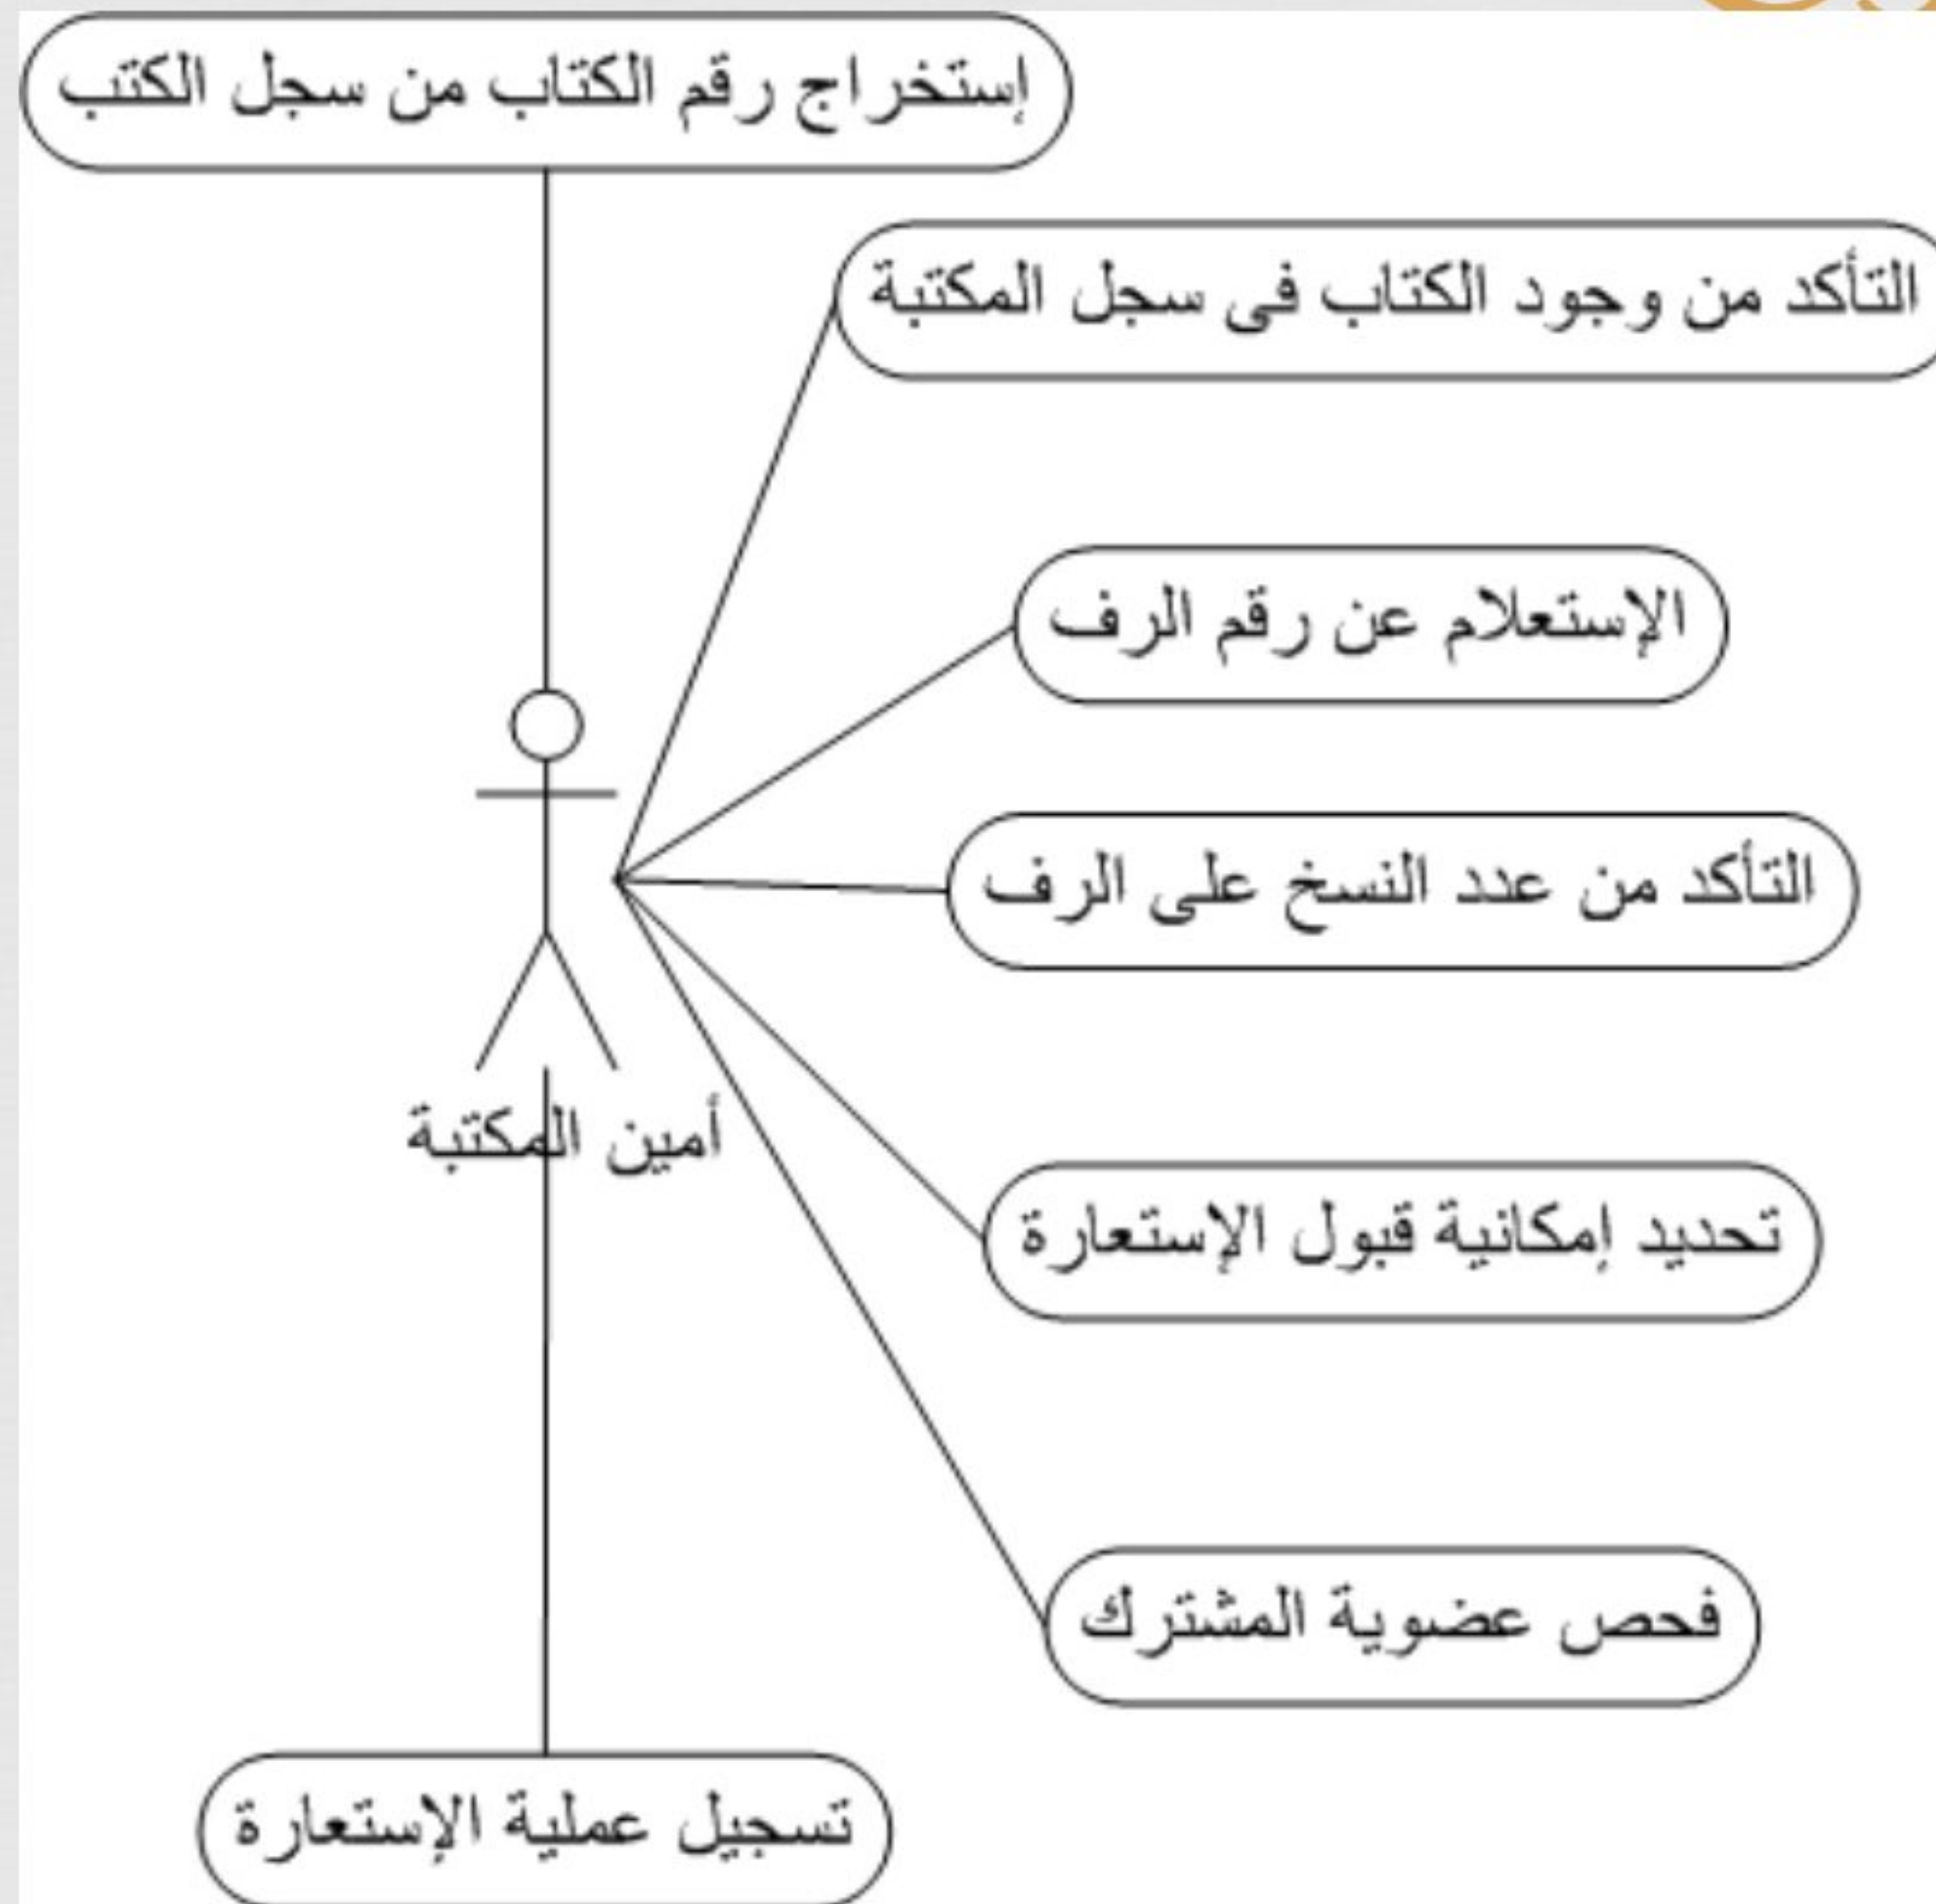 إستخراج رقم الكتاب من سجل الكتب
التأكد من وجود الكتاب فى سجل المكتبة
الإستعلام عن رقم الرف
التأكد من عدد النسخ على الرف
أمين المكتبة
تحديد إمكانية قبول الإستعارة
فحص عضوية المشترك
تسجيل عملية الإستعارة